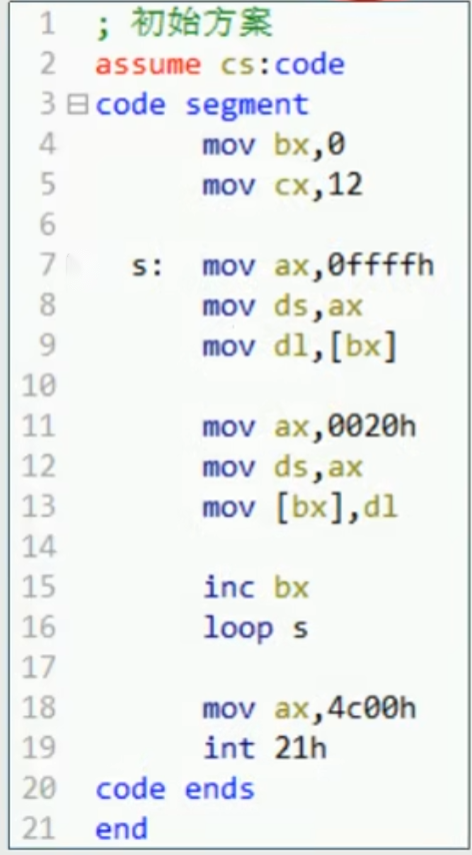 1 ; 初始方案
2 assume cs:code
3 code segment
4 mov bx,0
5 mov cx,12
6
7 s: mov ax,0ffffh
8 mov ds,ax
9 mov dl,[bx]
10
11 mov ax,0020h
12 mov ds,ax
13 mov [bx],dl
14
15 inc bx
16 loop s
17
18 mov ax,4c00h
19 int 21h
20 code ends
21 end